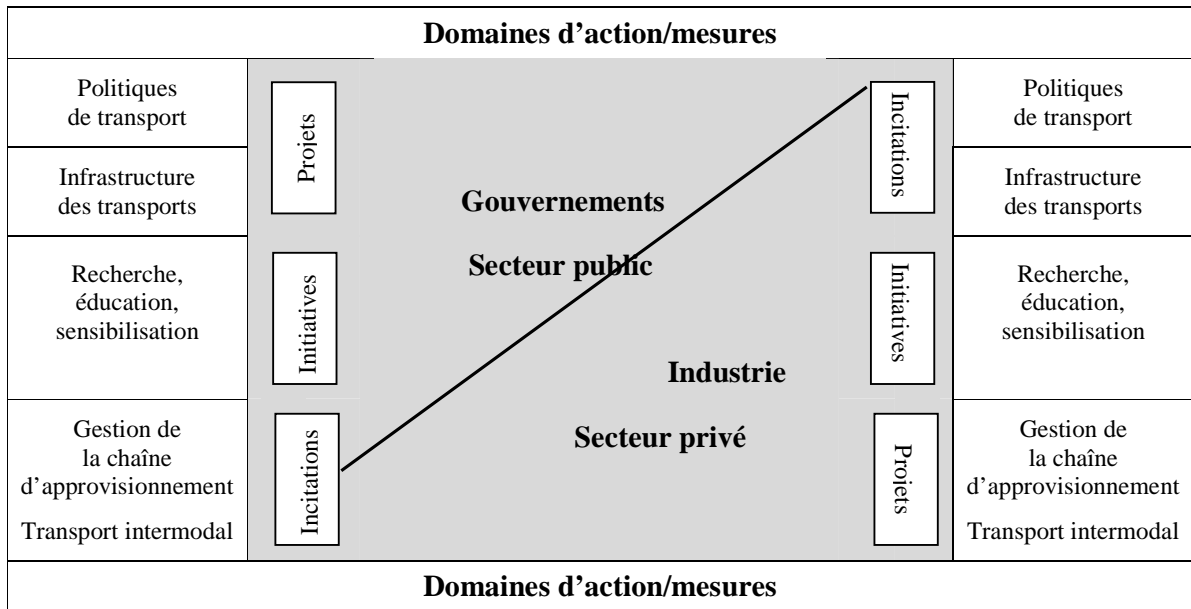 Domaines d’action/mesures
Politiques
de transport
Infrastructure
des transports
Recherche,
éducation,
sensibilisation
Gestion de
la chaîne
d’approvisionnement
Transport intermodal
Projets
Initiatives
Incitations
Gouvernements
Secteur public
Industrie
Secteur privé
Incitations
Initiatives
Projets
Politiques
de transport
Infrastructure
des transports
Recherche,
éducation,
sensibilisation
Gestion de
la chaîne
d’approvisionnement
Transport intermodal
Domaines d’action/mesures